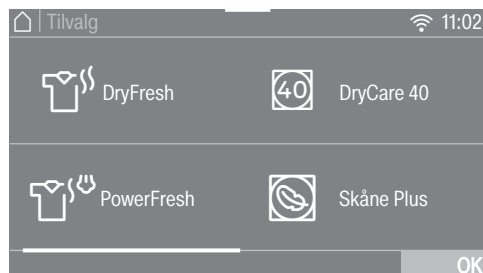 Tilvalg 11:02
DryFresh 40 DryCare 40
PowerFresh Skåne Plus
OK